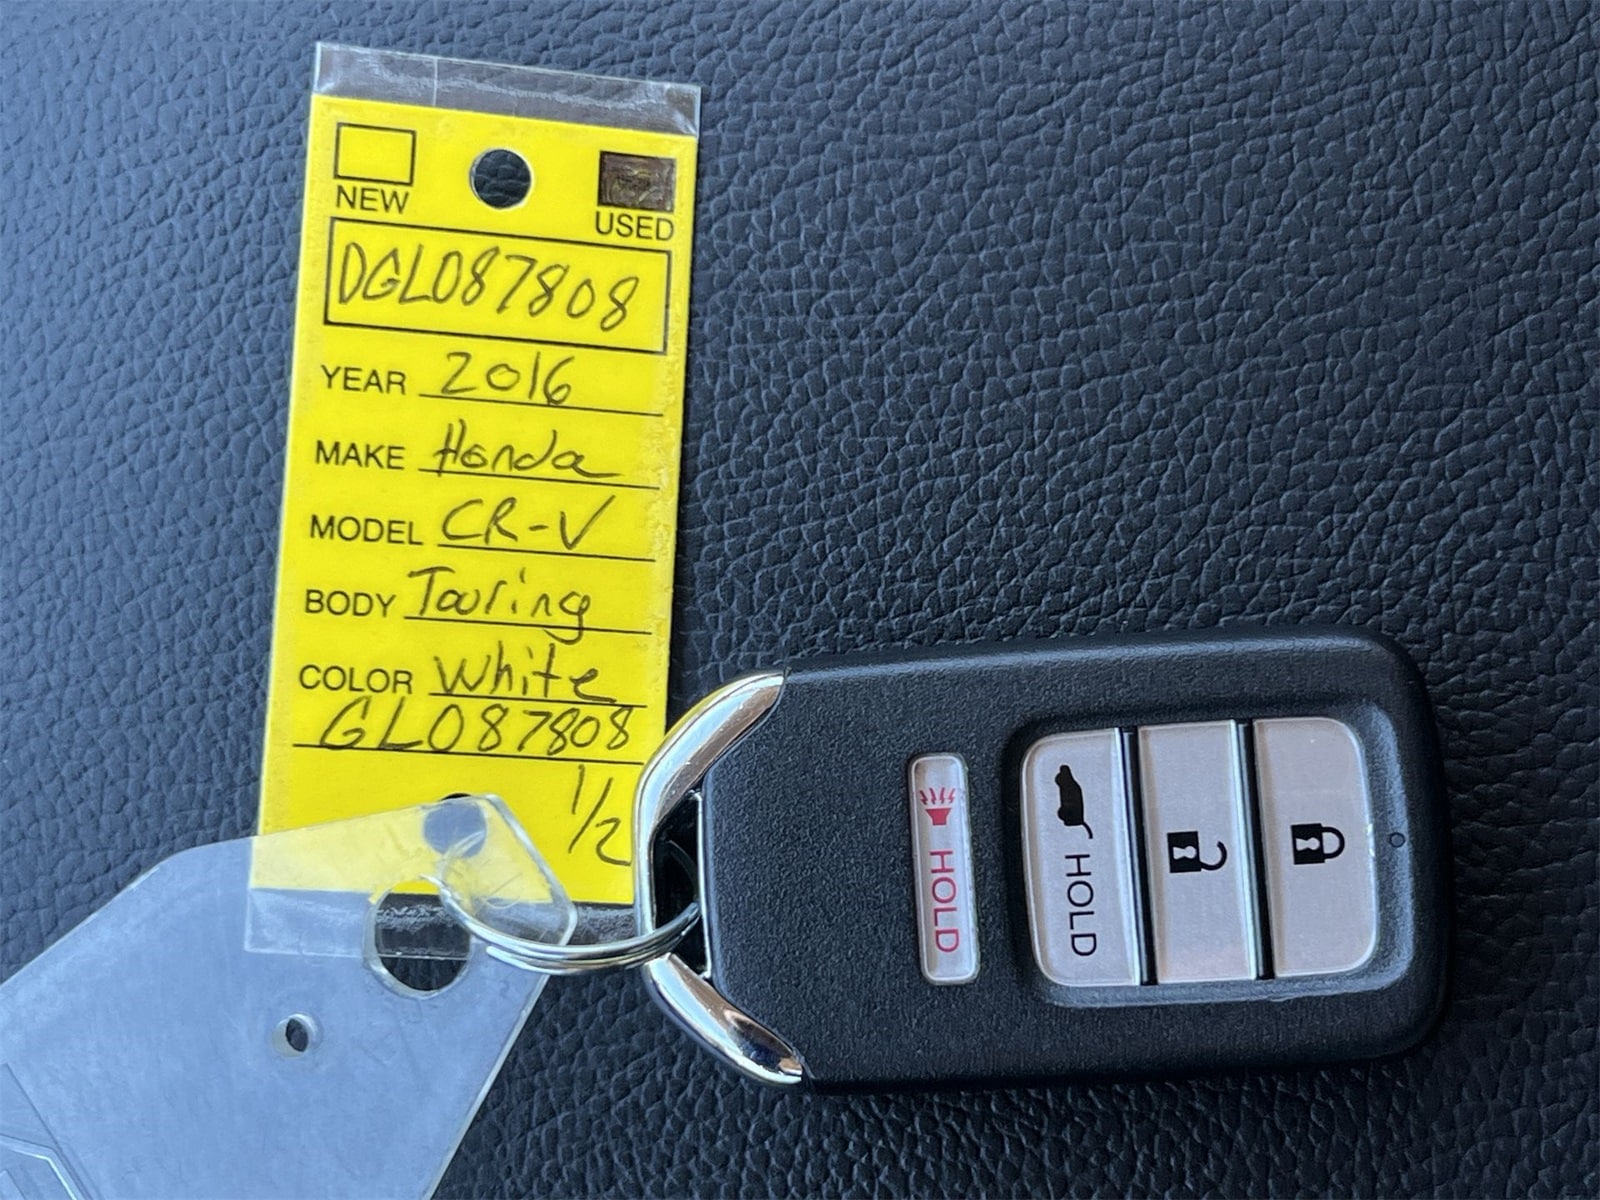 NEW
USED
DGL087808
YEAR 2016
MAKE Honda
MODEL CR-V
BODY Touring
COLOR White
GL087808
1/2
HOLD
HOLD